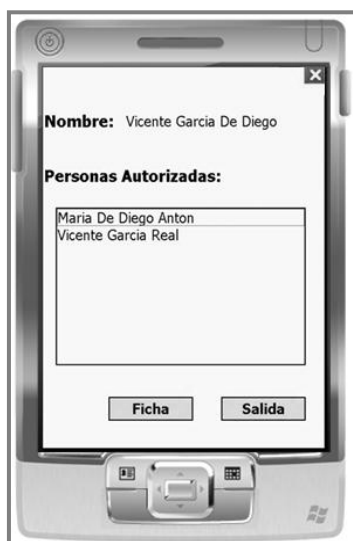 Nombre: Vicente Garcia De Diego
Personas Autorizadas:
Maria De Diego Anton
Vicente Garcia Real
Ficha Salida